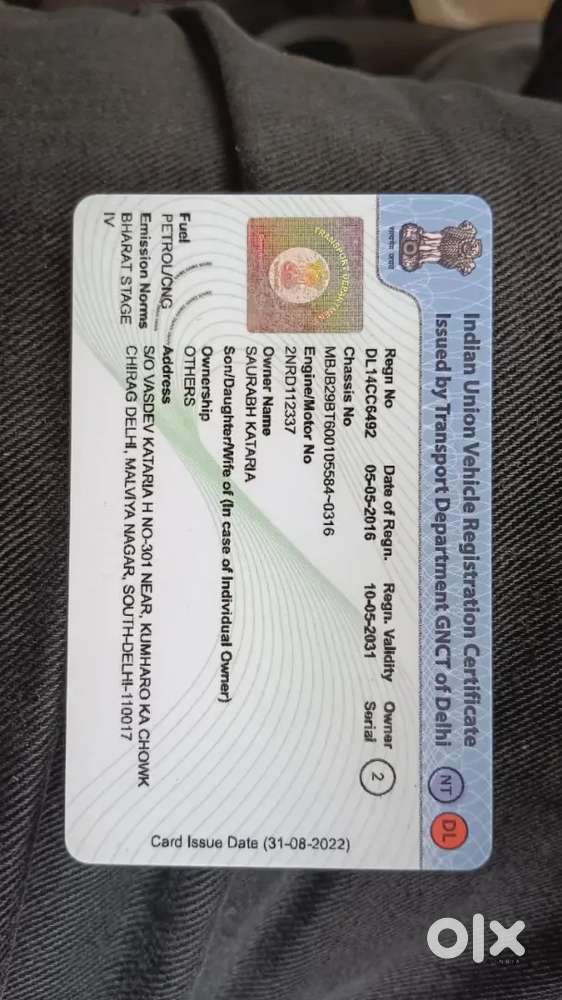 Indian Union Vehicle Registration Certificate
Issued by Transport Department GNCT of Delhi
NT
DL
सत्यमेव जयते
Regn No Date of Regn. Regn. Validity Owner
DL14CC6492 05-05-2016 10-05-2031 Serial
2
Chassis No
MBJB29BT600105584-0316
Engine/Motor No
2NRD112337
Owner Name
SAURABH KATARIA
Son/Daughter/Wife of (In case of Individual Owner)
Ownership
OTHERS
Fuel
PETROL/CNG
Emission Norms
BHARAT STAGE
IV
Address
S/O VASDEV KATARIA H NO-301 NEAR, KUMHARO KA CHOWK
CHIRAG DELHI, MALVIYA NAGAR, SOUTH-DELHI-110017
Card Issue Date (31-08-2022)
olx
INDIA